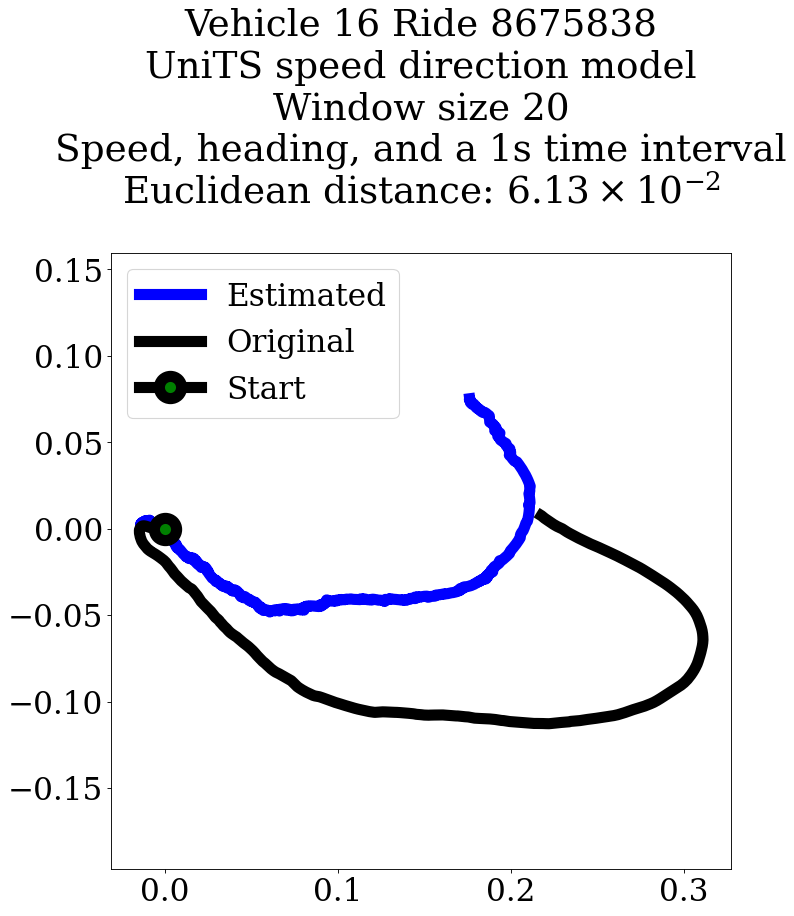 Vehicle 16 Ride 8675838
UniTS speed direction model
Window size 20
Speed, heading, and a 1s time interval
Euclidean distance: 6.13 × 10⁻²
Estimated
Original
Start
0.15
0.10
0.05
0.00
−0.05
−0.10
−0.15
0.0 0.1 0.2 0.3